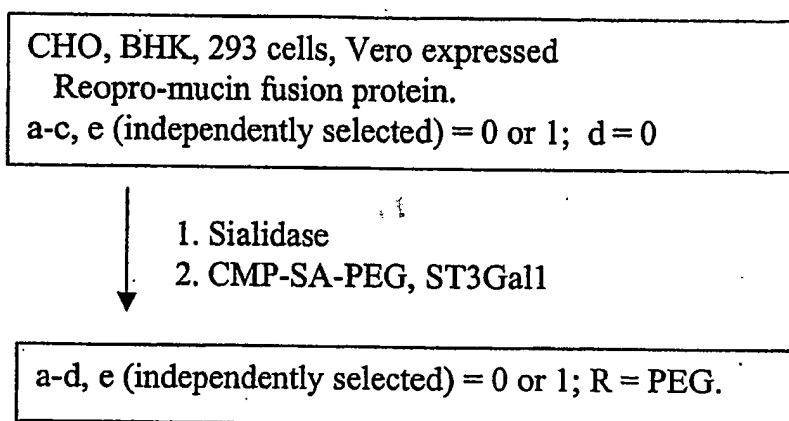 CHO, BHK, 293 cells, Vero expressed
Reopro-mucin fusion protein.
a-c, e (independently selected) = 0 or 1; d = 0
1. Sialidase
2. CMP-SA-PEG, ST3Gal1
a-d, e (independently selected) = 0 or 1; R = PEG.